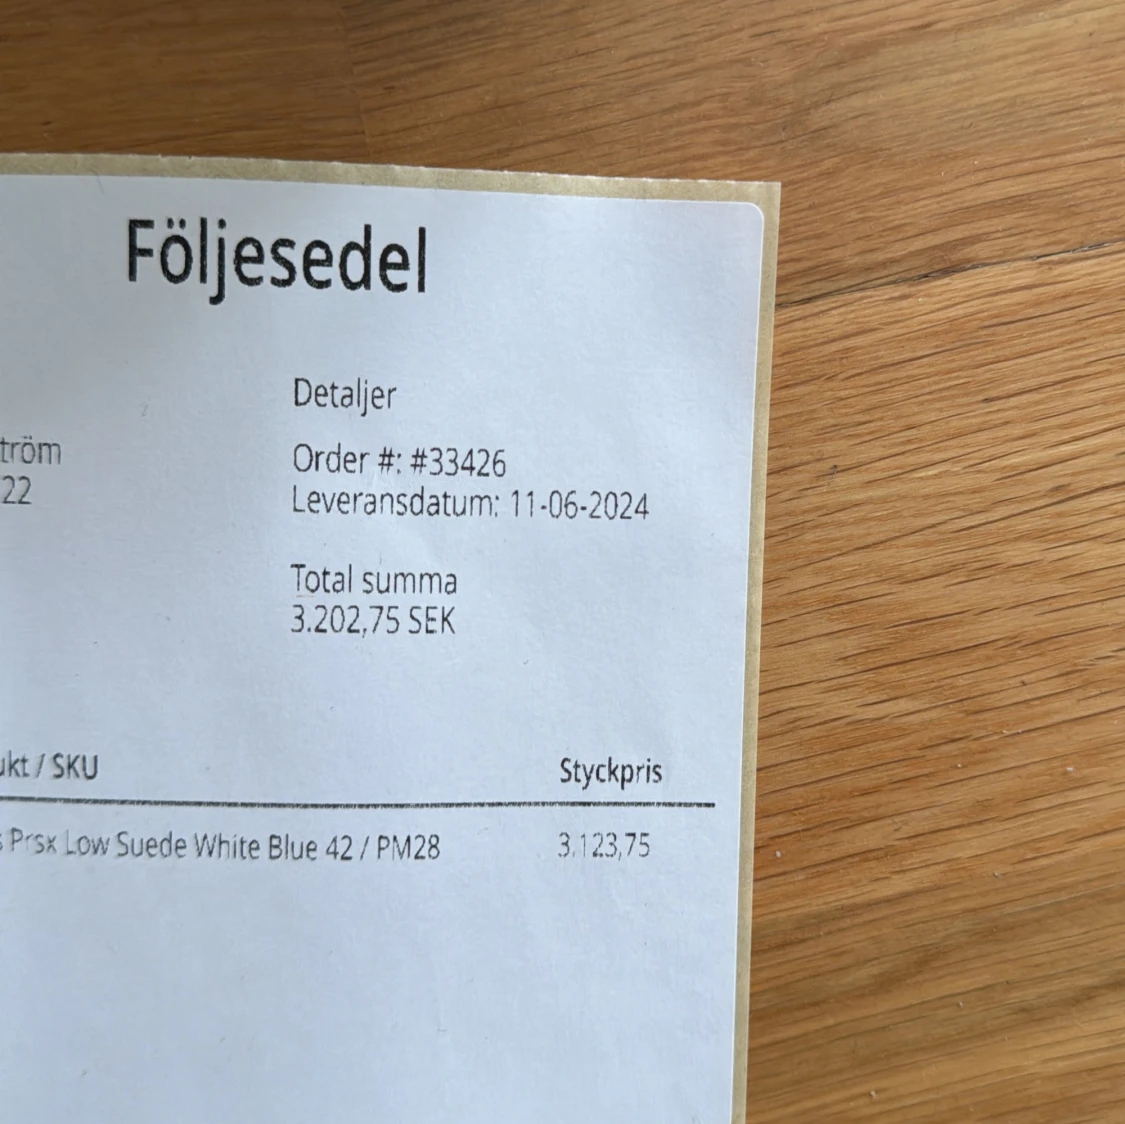 Följesedel
Detaljer
tröm
22
Order #: #33426
Leveransdatum: 11-06-2024
Total summa
3.202,75 SEK
ukt / SKU Styckpris
s Prsx Low Suede White Blue 42 / PM28 3.123,75